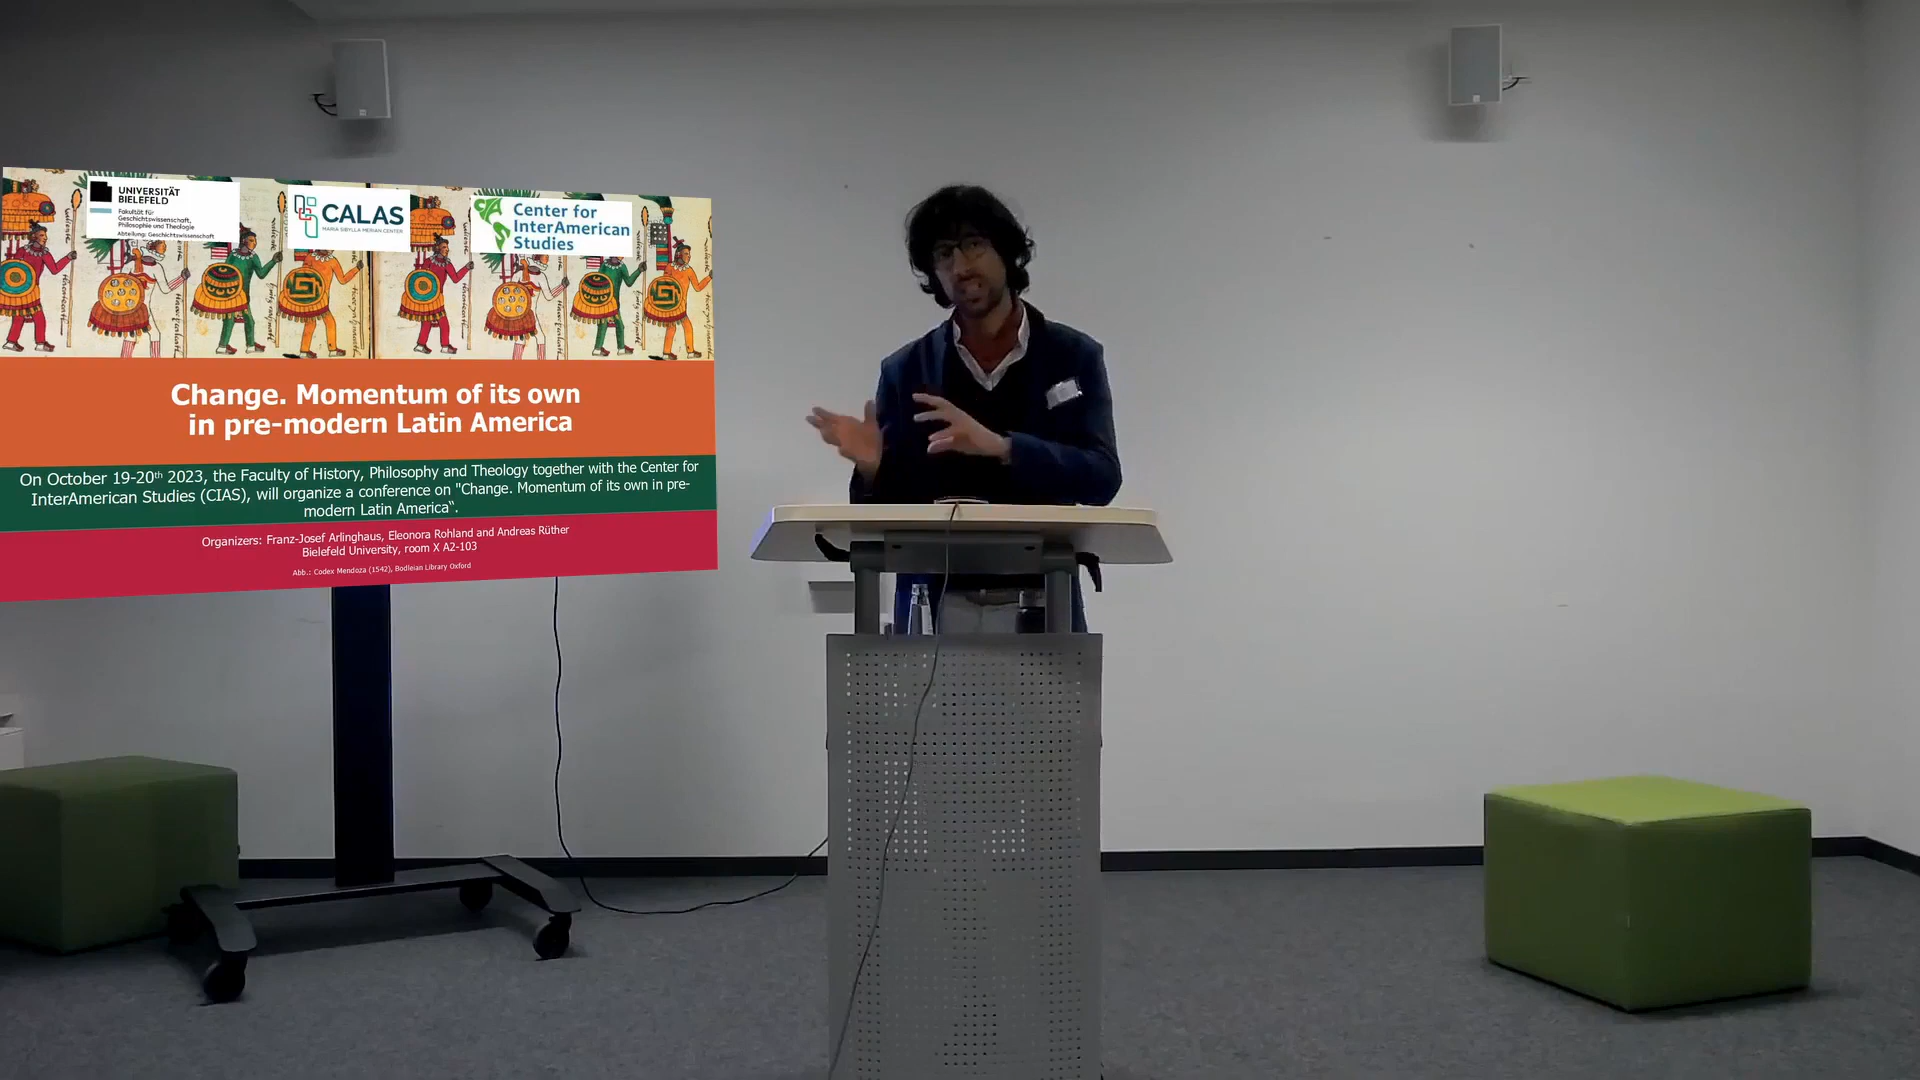 UNIVERSITÄT
BIELEFELD
Fakultät für
Geschichtswissenschaft,
Philosophie und Theologie
Abteilung: Geschichtswissenschaft
CALAS
MARIA SIBYLLA MERIAN CENTER
CIAS
Center for
InterAmerican
Studies
Change. Momentum of its own
in pre-modern Latin America
On October 19-20th 2023, the Faculty of History, Philosophy and Theology together with the Center for
InterAmerican Studies (CIAS), will organize a conference on "Change. Momentum of its own in pre-
modern Latin America“.
Organizers: Franz-Josef Arlinghaus, Eleonora Rohland and Andreas Rüther
Bielefeld University, room X A2-103
Abb.: Codex Mendoza (1542), Bodleian Library Oxford